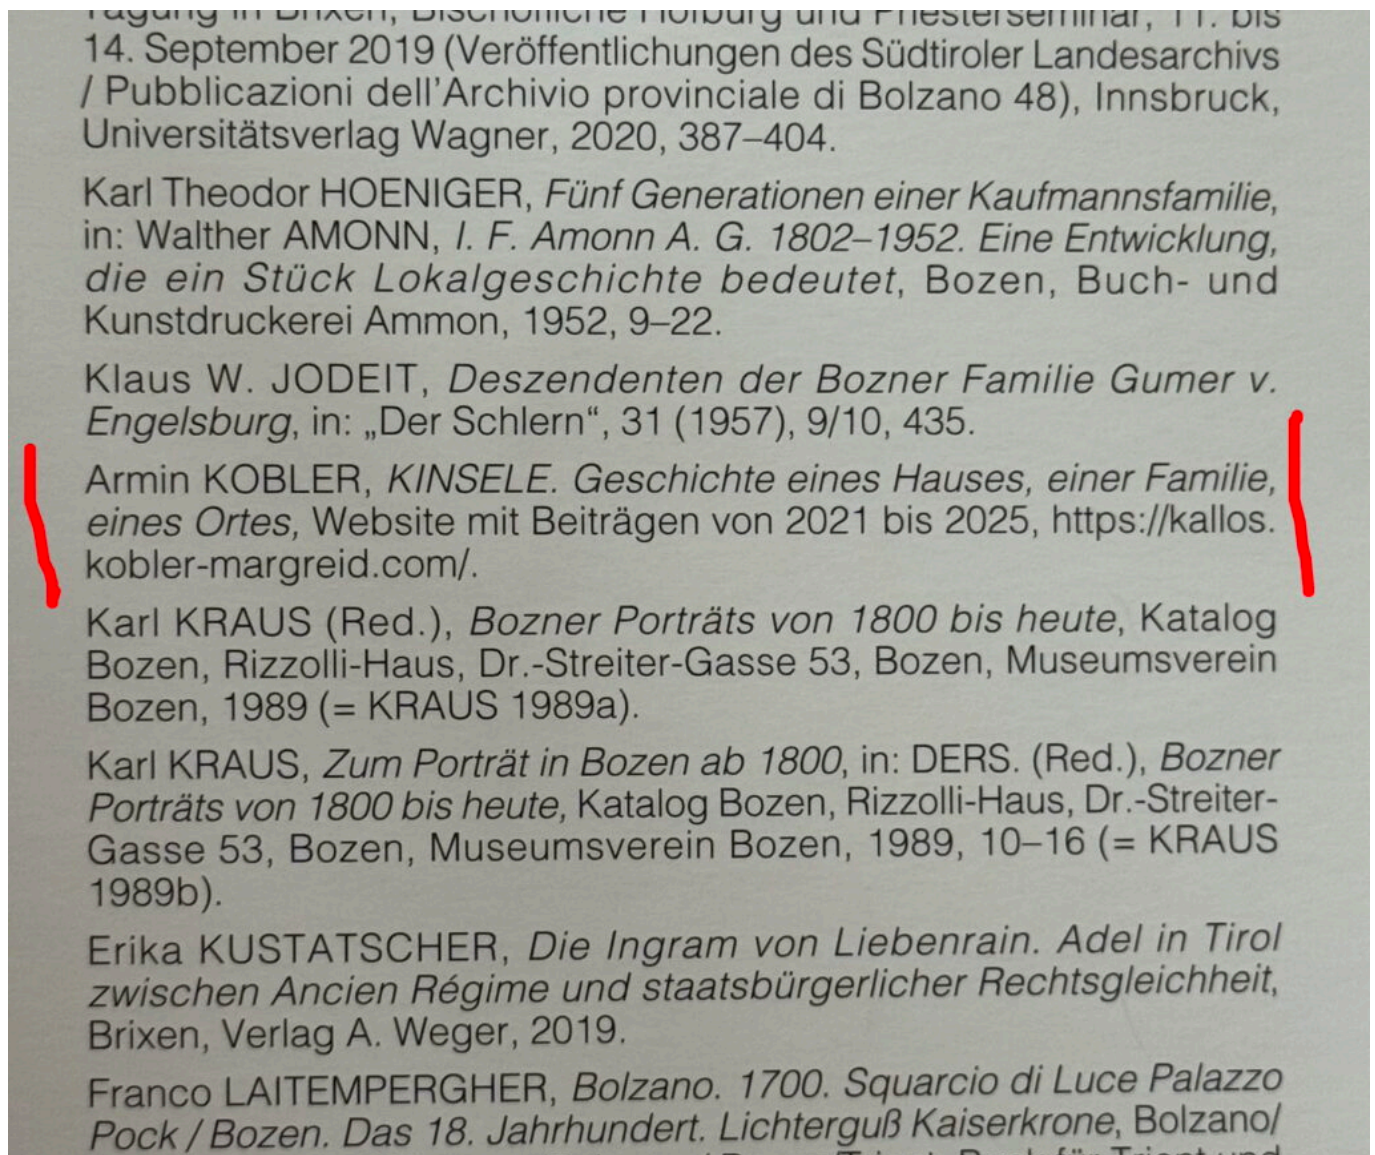 Tagung in Brixen, Bischöfliche Hofburg und Priesterseminar, 11. bis
14. September 2019 (Veröffentlichungen des Südtiroler Landesarchivs
/ Pubblicazioni dell'Archivio provinciale di Bolzano 48), Innsbruck,
Universitätsverlag Wagner, 2020, 387–404.
Karl Theodor HOENIGER, Fünf Generationen einer Kaufmannsfamilie,
in: Walther AMONN, I. F. Amonn A. G. 1802–1952. Eine Entwicklung,
die ein Stück Lokalgeschichte bedeutet, Bozen, Buch- und
Kunstdruckerei Ammon, 1952, 9–22.
Klaus W. JODEIT, Deszendenten der Bozner Familie Gumer v.
Engelsburg, in: „Der Schlern“, 31 (1957), 9/10, 435.
Armin KOBLER, KINSELE. Geschichte eines Hauses, einer Familie,
eines Ortes, Website mit Beiträgen von 2021 bis 2025, https://kallos.
kobler-margreid.com/.
Karl KRAUS (Red.), Bozner Porträts von 1800 bis heute, Katalog
Bozen, Rizzolli-Haus, Dr.-Streiter-Gasse 53, Bozen, Museumsverein
Bozen, 1989 (= KRAUS 1989a).
Karl KRAUS, Zum Porträt in Bozen ab 1800, in: DERS. (Red.), Bozner
Porträts von 1800 bis heute, Katalog Bozen, Rizzolli-Haus, Dr.-Streiter-
Gasse 53, Bozen, Museumsverein Bozen, 1989, 10–16 (= KRAUS
1989b).
Erika KUSTATSCHER, Die Ingram von Liebenrain. Adel in Tirol
zwischen Ancien Régime und staatsbürgerlicher Rechtsgleichheit,
Brixen, Verlag A. Weger, 2019.
Franco LAITEMPERGHER, Bolzano. 1700. Squarcio di Luce Palazzo
Pock / Bozen. Das 18. Jahrhundert. Lichterguß Kaiserkrone, Bolzano/